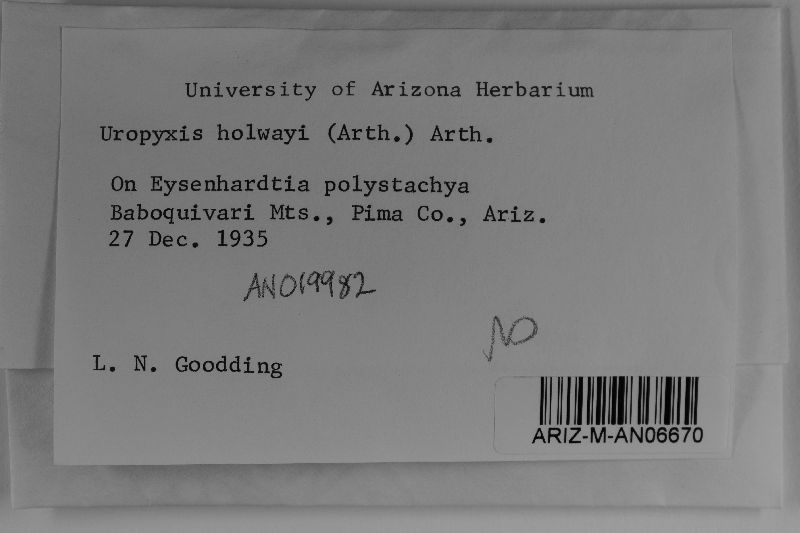 University of Arizona Herbarium
Uropyxis holwayi (Arth.) Arth.
On Eysenhardtia polystachya
Baboquivari Mts., Pima Co., Ariz.
27 Dec. 1935
AN019982
NO
L. N. Goodding
ARIZ-M-AN06670